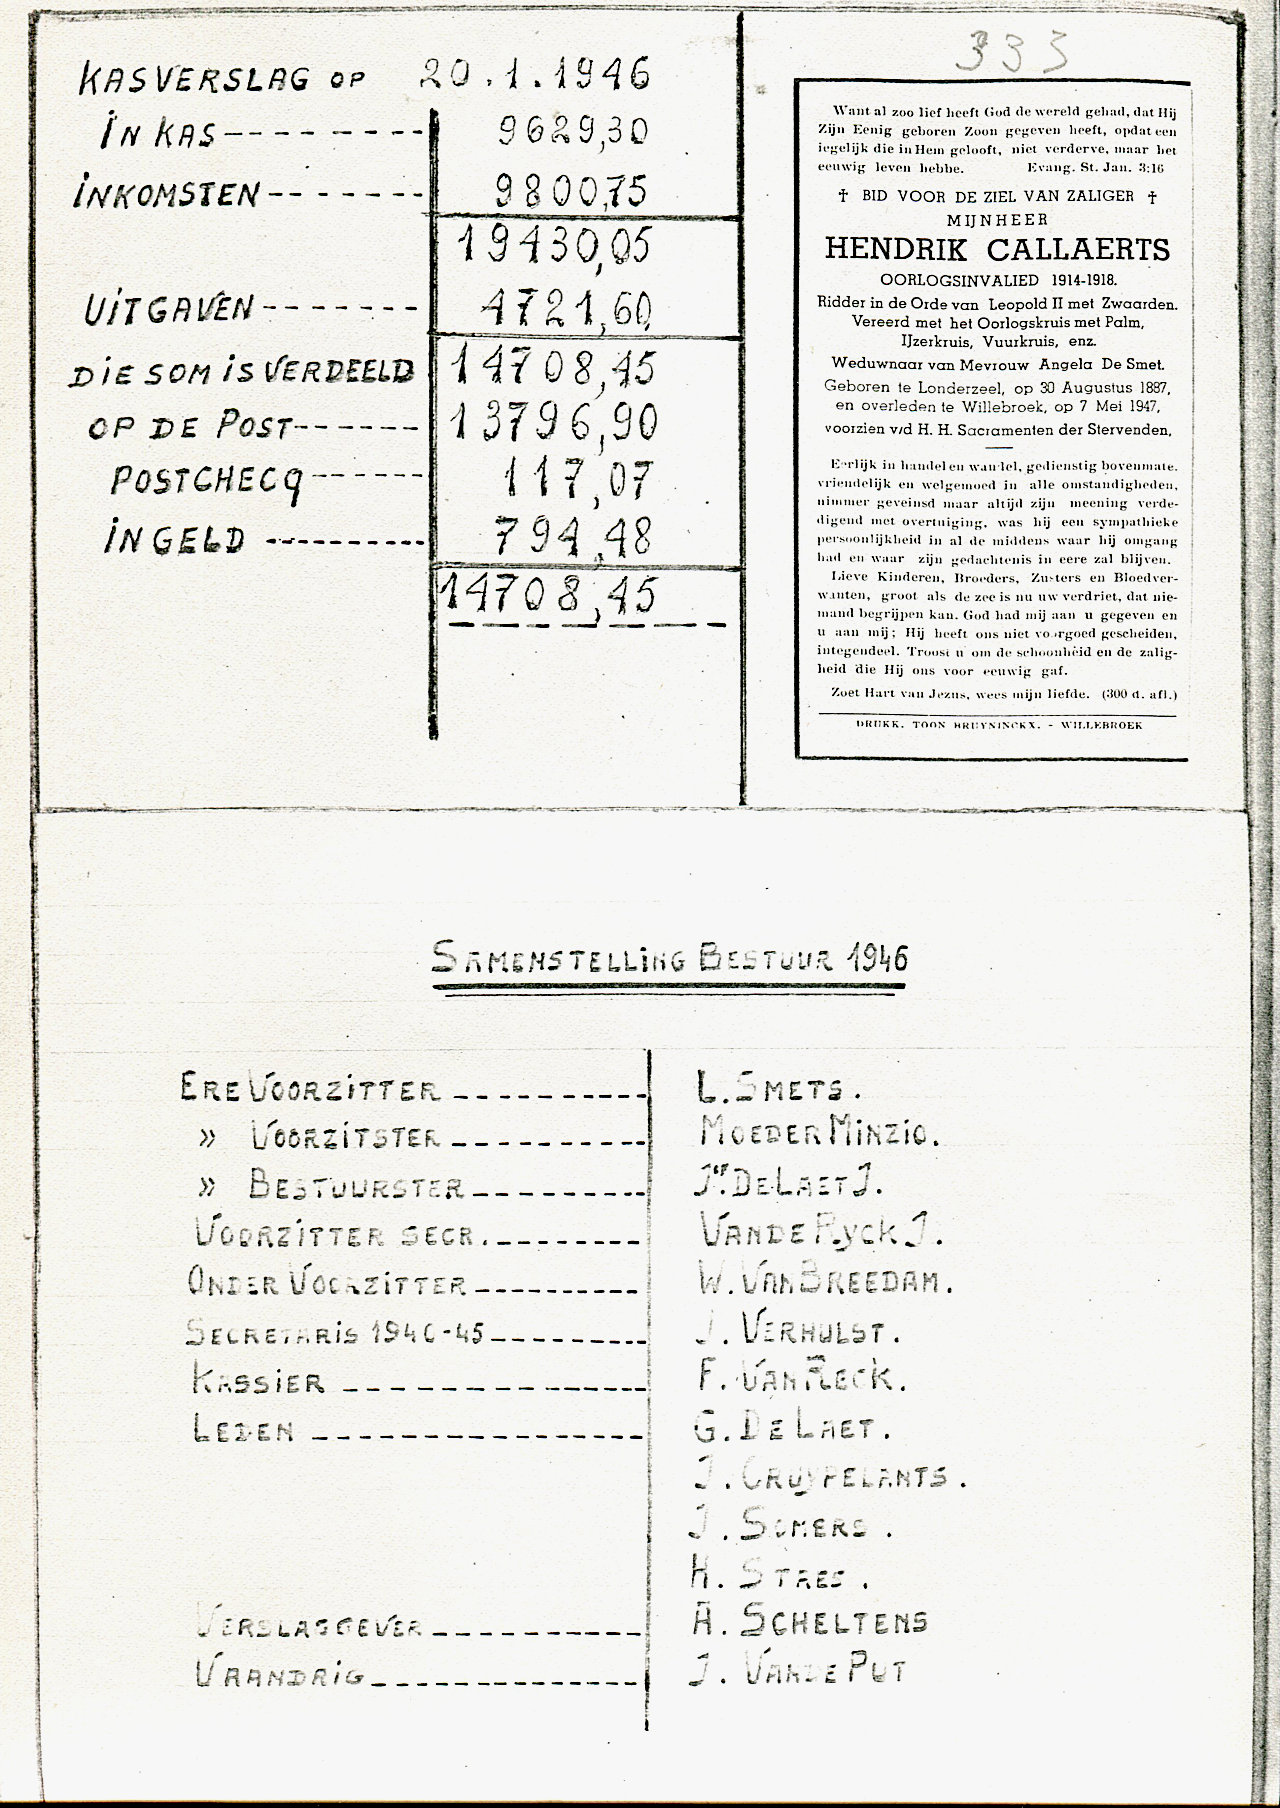 KASVERSLAG OP 20.1.1946
IN KAS 9629,30
INKOMSTEN 9800,75
19430,05
UITGAVEN 4721,60
DIE SOM IS VERDEELD 14708,45
OP DE POST 13796,90
POSTCHECQ 117,07
IN GELD 794,48
14708,45
333
Want al zoo lief heeft God de wereld gehad, dat Hij
Zijn Eenig geboren Zoon gegeven heeft, opdat een
iegelijk die in Hem gelooft, niet verderve, maar het
eeuwig leven hebbe. Evang. St. Jan. 3:16
† BID VOOR DE ZIEL VAN ZALIGER †
MIJNHEER
HENDRIK CALLAERTS
OORLOGSINVALIED 1914-1918.
Ridder in de Orde van Leopold II met Zwaarden.
Vereerd met het Oorlogskruis met Palm,
IJzerkruis, Vuurkruis, enz.
Weduwnaar van Mevrouw Angela De Smet.
Geboren te Londerzeel, op 30 Augustus 1887,
en overleden te Willebroek, op 7 Mei 1947,
voorzien v/d H. H. Sacramenten der Stervenden,
Eerlijk in handel en wandel, gedienstig bovenmate,
vriendelijk en welgemoed in alle omstandigheden,
nimmer geveinsd maar altijd zijn meening verde-
digend met overtuiging, was hij een sympathieke
persoonlijkheid in al de middens waar hij omgang
had en waar zijn gedachtenis in eere zal blijven.
Lieve Kinderen, Broeders, Zusters en Bloedver-
wanten, groot als de zee is nu uw verdriet, dat nie-
mand begrijpen kan. God had mij aan u gegeven en
u aan mij; Hij heeft ons niet voorgoed gescheiden,
integendeel. Troost u om de schoonheid en de zalig-
heid die Hij ons voor eeuwig gaf.
Zoet Hart van Jezus, wees mijn liefde. (300 d. afl.)
DRUKK. TOON BRUYNINCKX. - WILLEBROEK
SAMENSTELLING BESTUUR 1946
ERE VOORZITTER L. SMETS.
» VOORZITSTER MOEDER MINZIO.
» BESTUURSTER Jr. DE LAET J.
VOORZITTER SECR. VANDE RYCK J.
ONDER VOORZITTER W. VAN BREEDAM.
SECRETARIS 1940-45 J. VERHULST.
KASSIER F. VAN RECK.
LEDEN G. DE LAET.
J. CRUYPELANTS.
J. SOMERS.
H. STAES.
VERSLAGGEVER A. SCHELTENS
VAANDRIG J. VANDE PUT